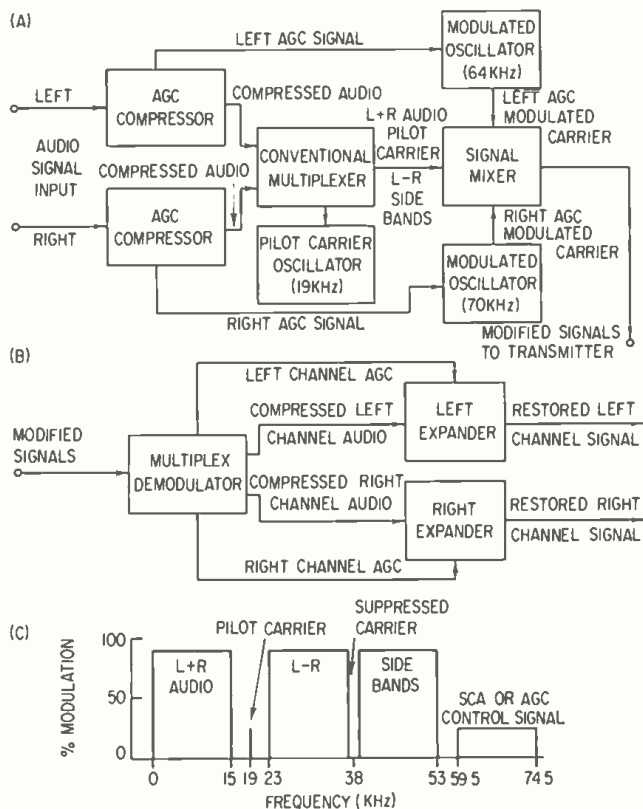 (A)
LEFT AGC SIGNAL
MODULATED
OSCILLATOR
(64KHz)
LEFT
AGC
COMPRESSOR
COMPRESSED AUDIO
LEFT AGC
MODULATED
CARRIER
L+R AUDIO
PILOT
CARRIER
AUDIO
SIGNAL
INPUT
COMPRESSED AUDIO
CONVENTIONAL
MULTIPLEXER
SIGNAL
MIXER
L-R
SIDE
BANDS
RIGHT
AGC
COMPRESSOR
RIGHT AGC
MODULATED
CARRIER
PILOT CARRIER
OSCILLATOR
(19KHz)
MODULATED
OSCILLATOR
(70KHz)
RIGHT AGC SIGNAL
MODIFIED SIGNALS
TO TRANSMITTER
(B)
LEFT CHANNEL AGC
MODIFIED
SIGNALS
MULTIPLEX
DEMODULATOR
COMPRESSED LEFT
CHANNEL AUDIO
LEFT
EXPANDER
RESTORED LEFT
CHANNEL SIGNAL
COMPRESSED RIGHT
CHANNEL AUDIO
RIGHT
EXPANDER
RESTORED RIGHT
CHANNEL SIGNAL
RIGHT CHANNEL AGC
(C)
PILOT CARRIER
SUPPRESSED
CARRIER
% MODULATION
100
50
0
L+R
AUDIO
L-R
SIDE
BANDS
SCA OR AGC
CONTROL SIGNAL
0 15 19 23 38 53 59 5 74 5
FREQUENCY (KHz)